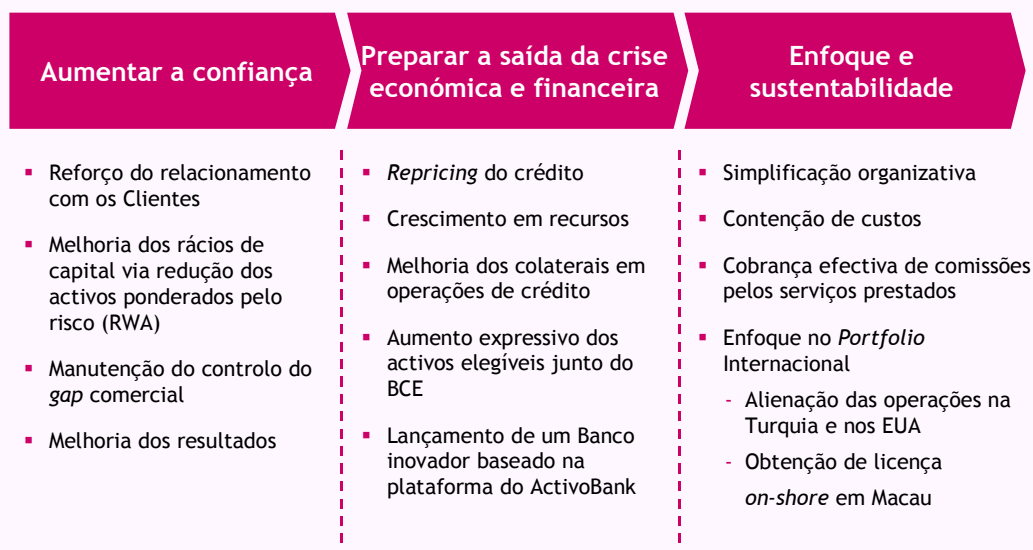 Aumentar a confiança
Preparar a saída da crise
económica e financeira
Enfoque e
sustentabilidade
▪ Reforço do relacionamento
com os Clientes
▪ Melhoria dos rácios de
capital via redução dos
activos ponderados pelo
risco (RWA)
▪ Manutenção do controlo do
gap comercial
▪ Melhoria dos resultados
▪ Repricing do crédito
▪ Crescimento em recursos
▪ Melhoria dos colaterais em
operações de crédito
▪ Aumento expressivo dos
activos elegíveis junto do
BCE
▪ Lançamento de um Banco
inovador baseado na
plataforma do ActivoBank
▪ Simplificação organizativa
▪ Contenção de custos
▪ Cobrança efectiva de comissões
pelos serviços prestados
▪ Enfoque no Portfolio
Internacional
- Alienação das operações na
Turquia e nos EUA
- Obtenção de licença
on-shore em Macau